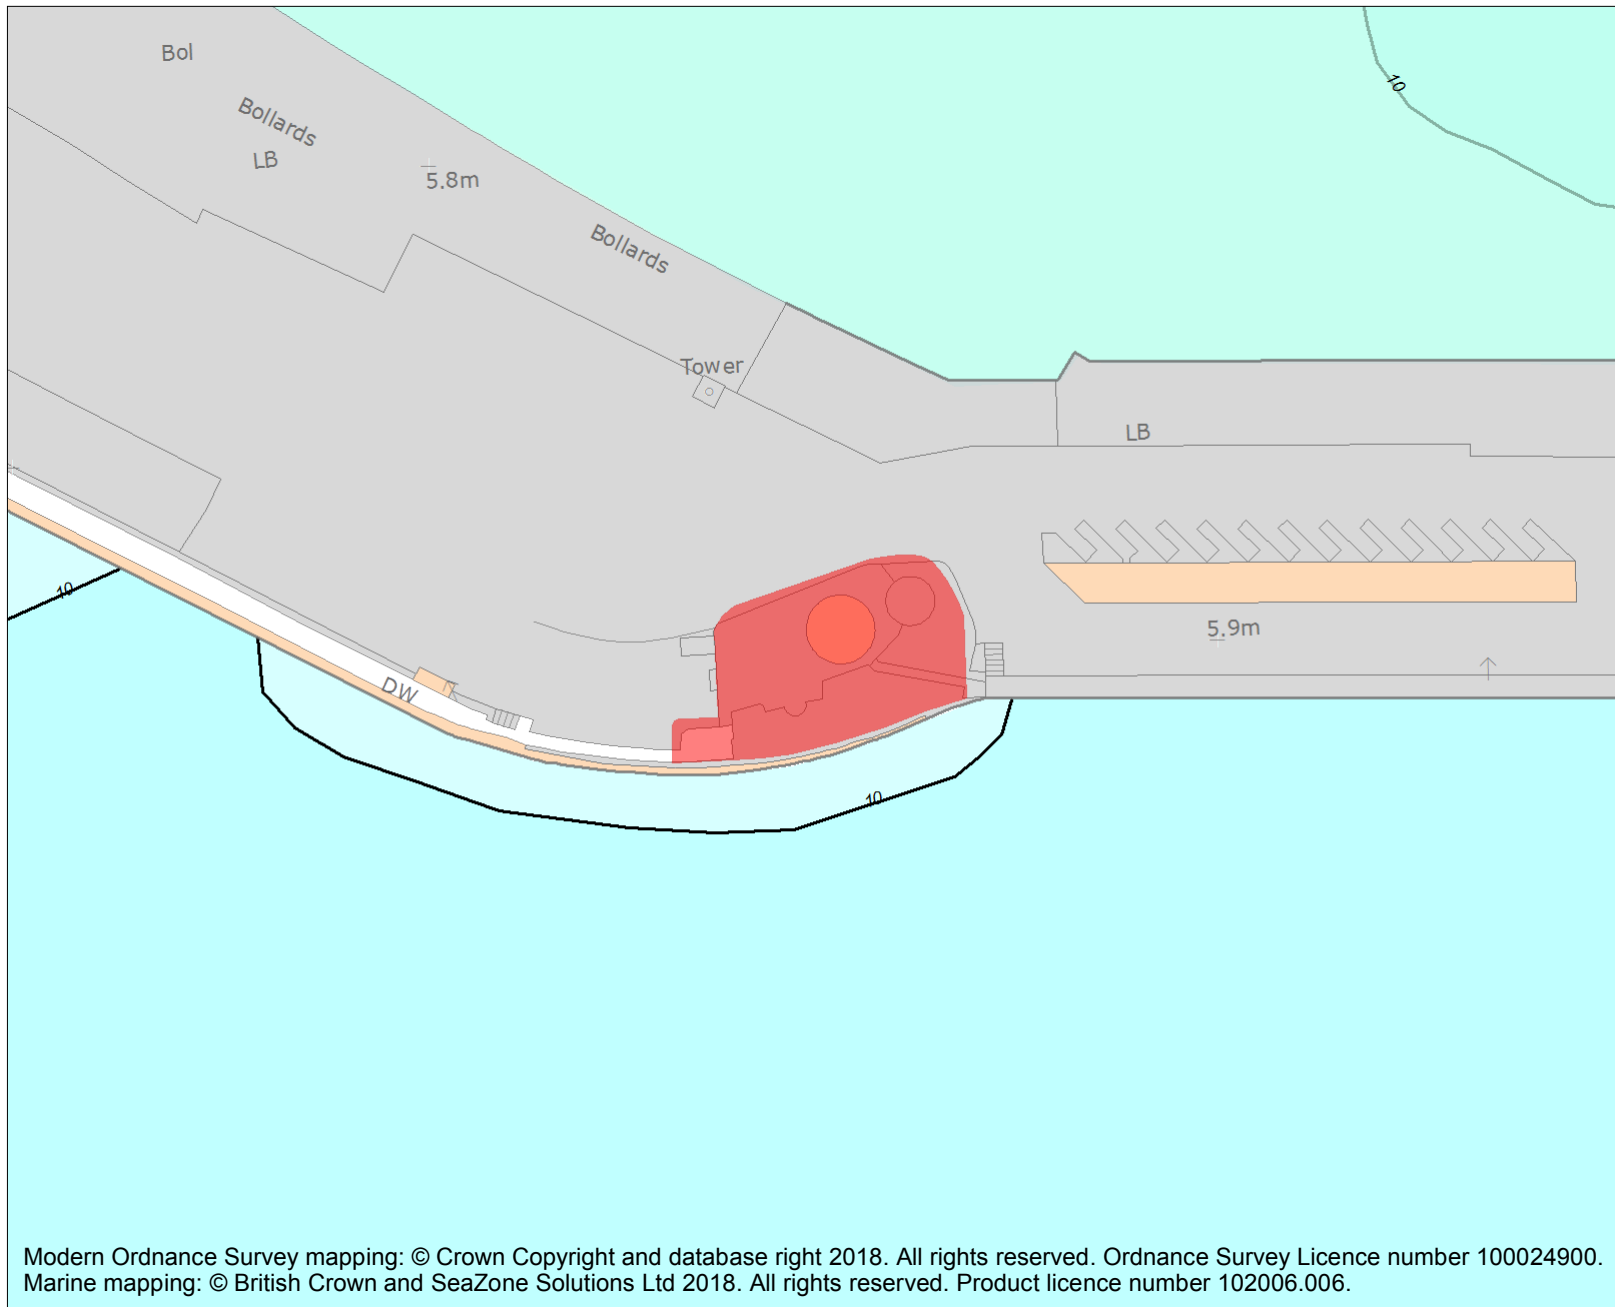 Bol
10
Bollards
LB
5.8m
Bollards
Tower
LB
10
5.9m
DW
10
Modern Ordnance Survey mapping: © Crown Copyright and database right 2018. All rights reserved. Ordnance Survey Licence number 100024900.
Marine mapping: © British Crown and SeaZone Solutions Ltd 2018. All rights reserved. Product licence number 102006.006.